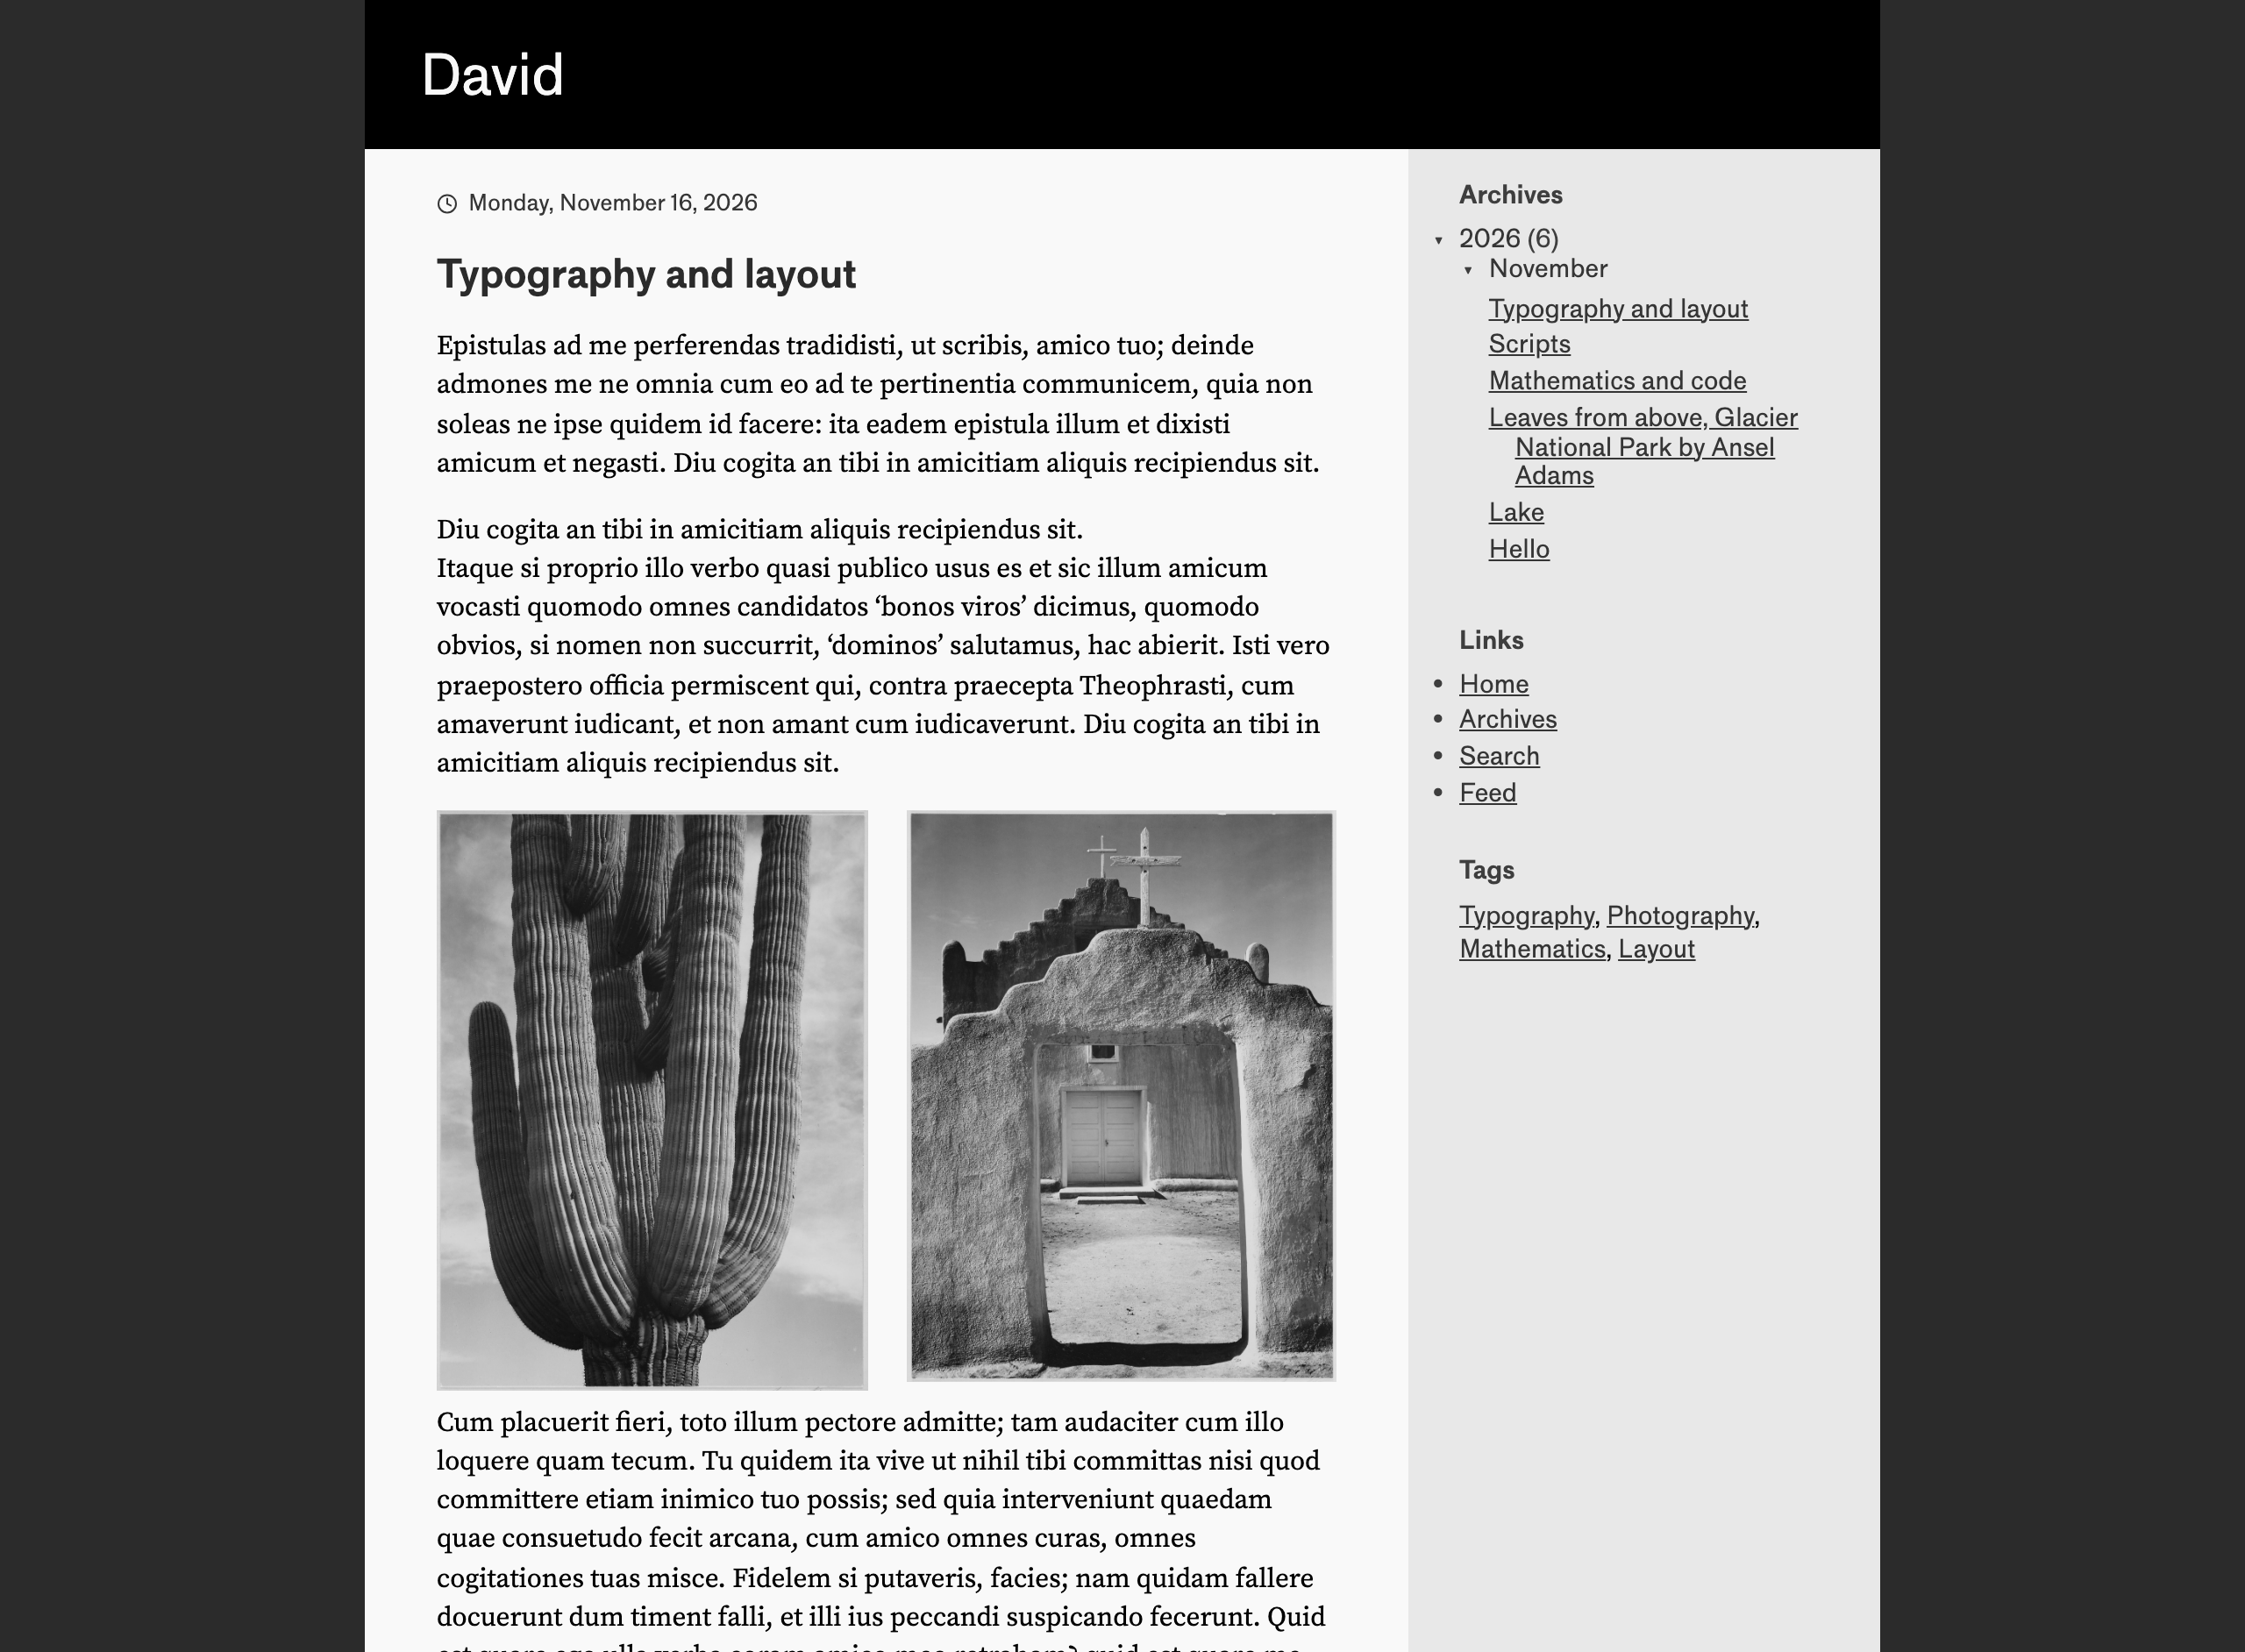 David
Monday, November 16, 2026
Typography and layout
Epistulas ad me perferendas tradidisti, ut scribis, amico tuo; deinde
admones me ne omnia cum eo ad te pertinentia communicem, quia non
soleas ne ipse quidem id facere: ita eadem epistula illum et dixisti
amicum et negasti. Diu cogita an tibi in amicitiam aliquis recipiendus sit.
Diu cogita an tibi in amicitiam aliquis recipiendus sit.
Itaque si proprio illo verbo quasi publico usus es et sic illum amicum
vocasti quomodo omnes candidatos ‘bonos viros’ dicimus, quomodo
obvios, si nomen non succurrit, ‘dominos’ salutamus, hac abierit. Isti vero
praepostero officia permiscent qui, contra praecepta Theophrasti, cum
amaverunt iudicant, et non amant cum iudicaverunt. Diu cogita an tibi in
amicitiam aliquis recipiendus sit.
Cum placuerit fieri, toto illum pectore admitte; tam audaciter cum illo
loquere quam tecum. Tu quidem ita vive ut nihil tibi committas nisi quod
committere etiam inimico tuo possis; sed quia interveniunt quaedam
quae consuetudo fecit arcana, cum amico omnes curas, omnes
cogitationes tuas misce. Fidelem si putaveris, facies; nam quidam fallere
docuerunt dum timent falli, et illi ius peccandi suspicando fecerunt. Quid
Archives
2026 (6)
November
Typography and layout
Scripts
Mathematics and code
Leaves from above, Glacier
National Park by Ansel
Adams
Lake
Hello
Links
Home
Archives
Search
Feed
Tags
Typography, Photography,
Mathematics, Layout